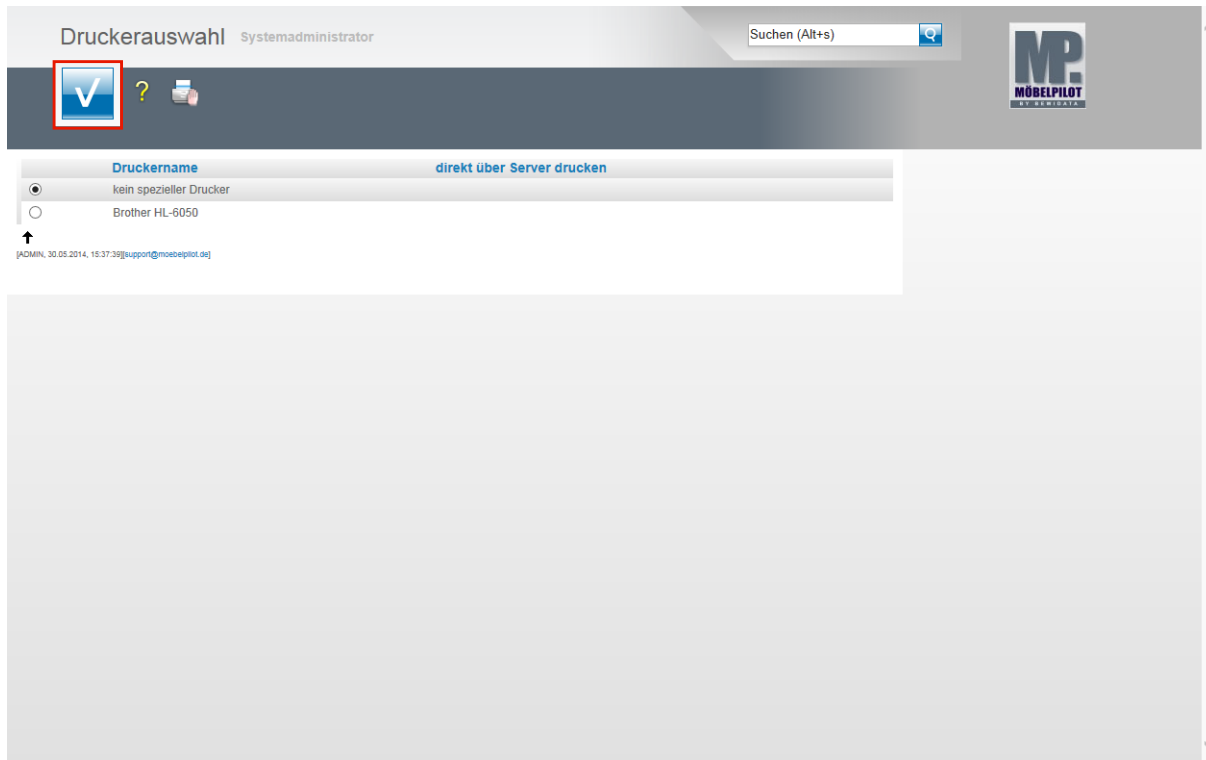 Druckerauswahl Systemadministrator
Suchen (Alt+s)
MP.
MÖBELPILOT
BY BEWIDATA
?
Druckername direkt über Server drucken
kein spezieller Drucker
Brother HL-6050
[ADMIN, 30.05.2014, 15:37:39][support@moebelpilot.de]